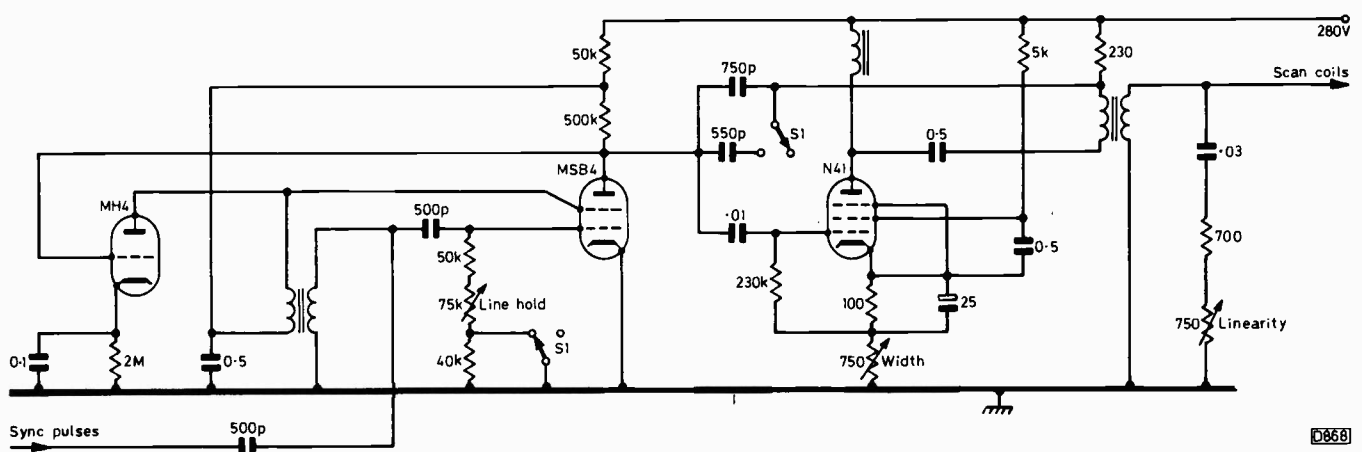 280V
50k
5k
230
Scan coils
750p
500k
S1
550p
0·5
·03
MSB4
N41
MH4
500p
·01
50k
0·5
700
230k
75k
Line hold
100
25
S1
0·1
2M
0·5
40k
750
Width
750
Linearity
Sync pulses
500p
D868